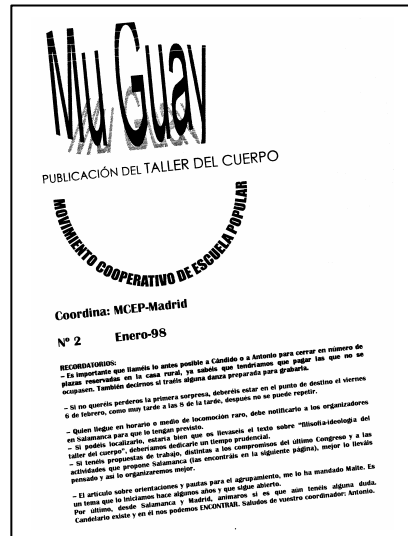 Mu Guay
PUBLICACIÓN DEL TALLER DEL CUERPO
MOVIMIENTO COOPERATIVO DE ESCUELA POPULAR
Coordina: MCEP-Madrid
Nº 2 Enero-98
RECORDATORIOS:
– Es importante que llaméis lo antes posible a Cándido o a Antonio para cerrar en número de
plazas reservadas en la casa rural, ya sabéis que tendríamos que pagar las que no se
ocupasen. También decirnos si traéis alguna danza preparada para grabarla.
– Si no queréis perderos la primera sorpresa, deberéis estar en el punto de destino el viernes
6 de febrero, como muy tarde a las 8 de la tarde, después no se puede repetir.
– Quien llegue en horario o medio de locomoción raro, debe notificarlo a los organizadores
en Salamanca para que lo tengan previsto.
– Si podéis localizarlo, estaría bien que os llevaseis el texto sobre "filosofía-ideología del
taller del cuerpo", deberíamos dedicarle un tiempo prudencial.
– Si tenéis propuestas de trabajo, distintas a los compromisos del último Congreso y a las
actividades que propone Salamanca (las encontráis en la siguiente página), mejor lo lleváis
pensado y así lo organizaremos mejor.
– El artículo sobre orientaciones y pautas para el agrupamiento, me lo ha mandado Maite. Es
un tema que lo iniciamos hace algunos años y que sigue abierto.
Por último, desde Salamanca y Madrid, animaros si es que aún tenéis alguna duda.
Candelario existe y en él nos podemos ENCONTRAR. Saludos de vuestro coordinador: Antonio.